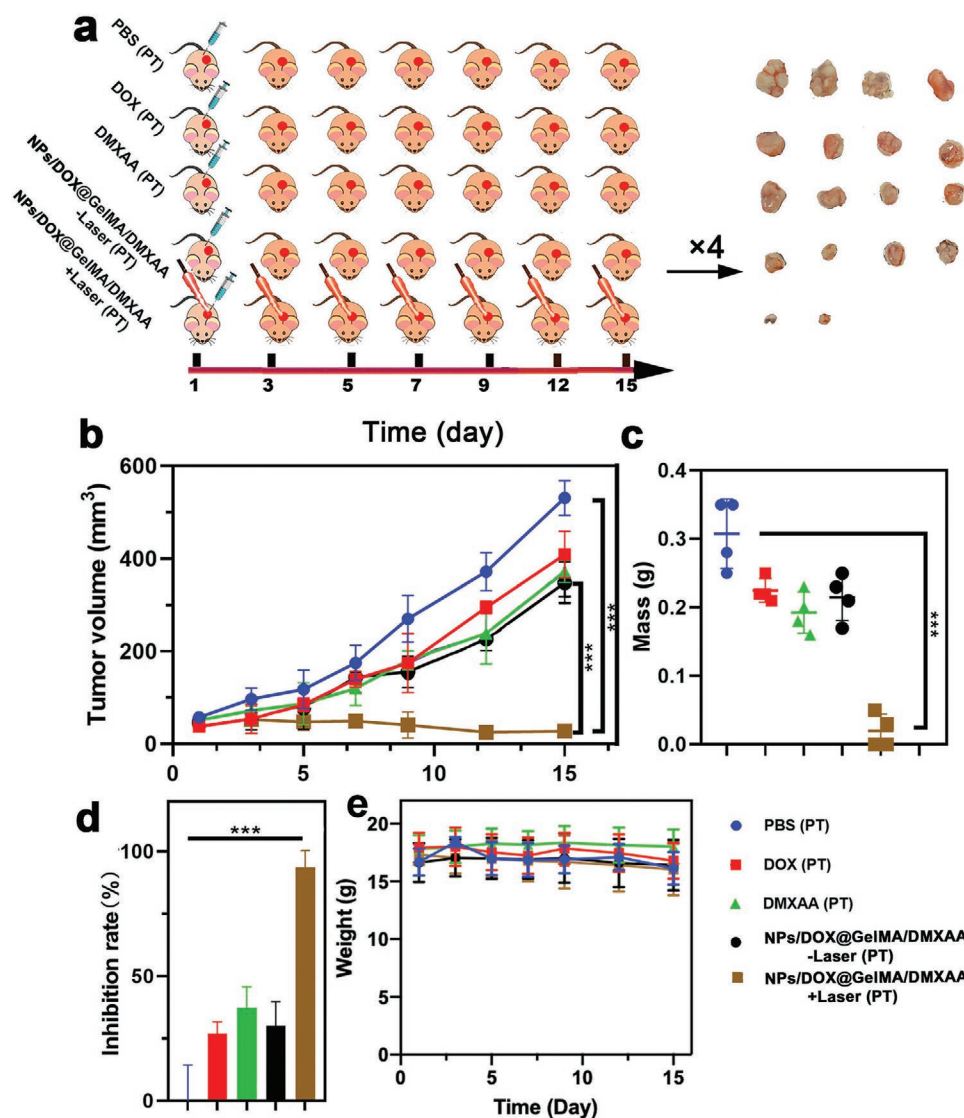 a
PBS (PT)
DOX (PT)
DMXAA (PT)
NPs/DOX@GelMA/DMXAA
-Laser (PT)
NPs/DOX@GelMA/DMXAA
+Laser (PT)
×4
1 3 5 7 9 12 15
Time (day)
b
Tumor volume (mm³)
600
400
200
0
0 5 10 15
***
***
c
Mass (g)
0.4
0.3
0.2
0.1
0.0
***
d
Inhibition rate (%)
100
50
0
***
e
Weight (g)
20
15
10
5
0
0 5 10 15
Time (Day)
PBS (PT)
DOX (PT)
DMXAA (PT)
NPs/DOX@GelMA/DMXAA
-Laser (PT)
NPs/DOX@GelMA/DMXAA
+Laser (PT)